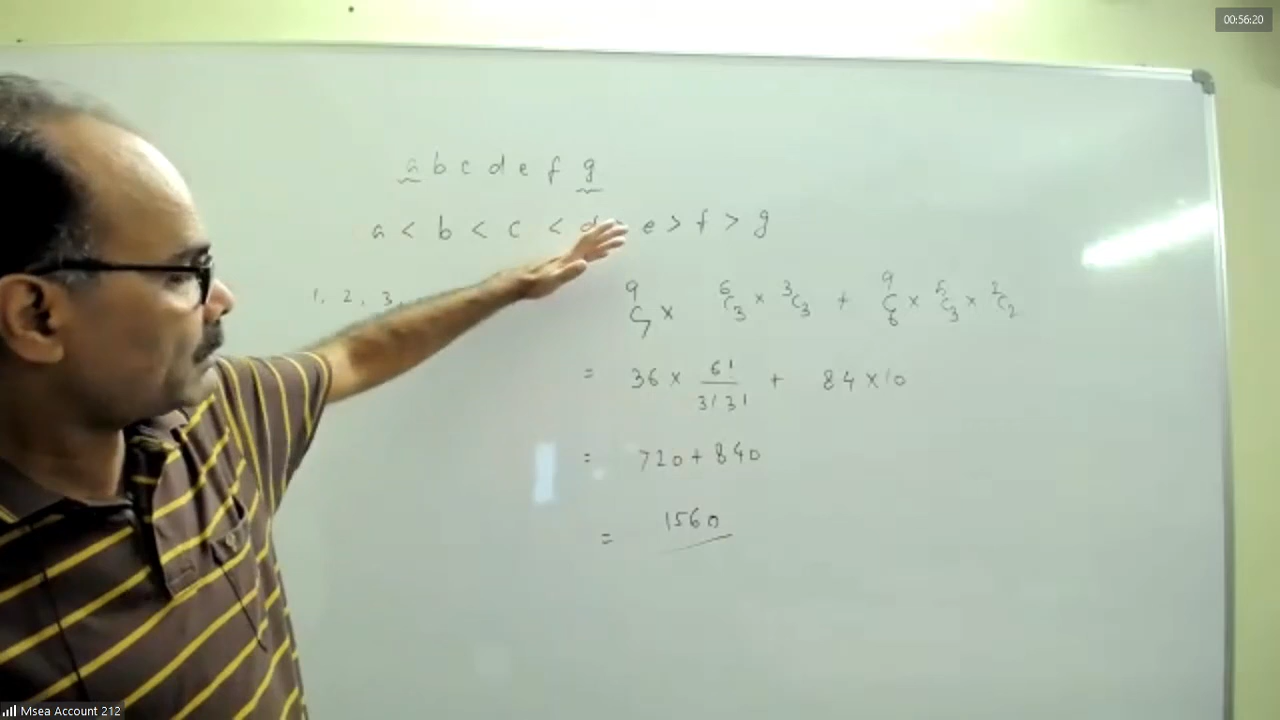 00:56:20
a b c d e f g
a < b < c < d > e > f > g
1, 2, 3,
⁹C₇ × ⁶C₃ × ³C₃ + ⁹C₆ × ⁵C₃ × ²C₂
= 36 × 6!/3!3! + 84 × 10
= 720 + 840
= 1560
Msea Account 212